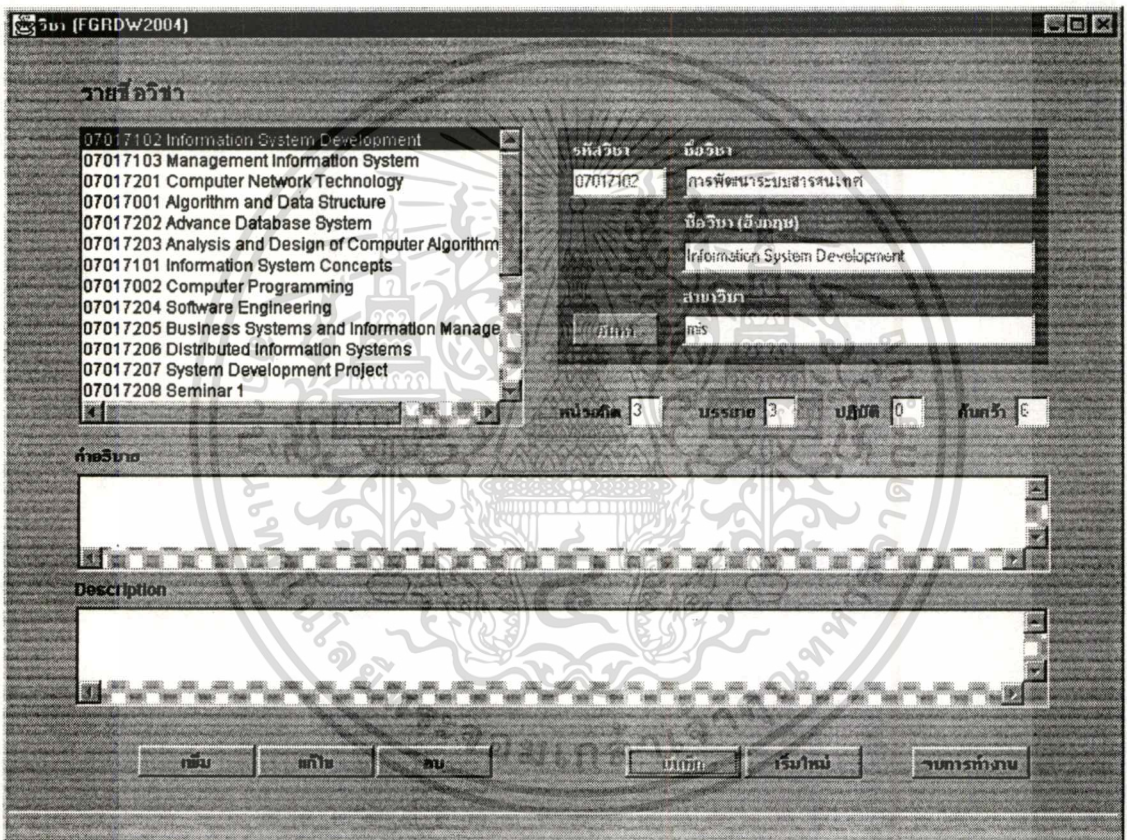 วิชา (FGRDW2004)
รายชื่อวิชา
07017102 Information System Development
07017103 Management Information System
07017201 Computer Network Technology
07017001 Algorithm and Data Structure
07017202 Advance Database System
07017203 Analysis and Design of Computer Algorithm
07017101 Information System Concepts
07017002 Computer Programming
07017204 Software Engineering
07017205 Business Systems and Information Manage
07017206 Distributed Information Systems
07017207 System Development Project
07017208 Seminar 1
รหัสวิชา ชื่อวิชา
07017102 การพัฒนาระบบสารสนเทศ
ชื่อวิชา (อังกฤษ)
Information System Development
สาขาวิชา
ค้นหา mis
หน่วยกิต 3 บรรยาย 3 ปฏิบัติ 0 ค้นคว้า 6
คำอธิบาย
Description
เพิ่ม แก้ไข ลบ บันทึก เริ่มใหม่ จบการทำงาน